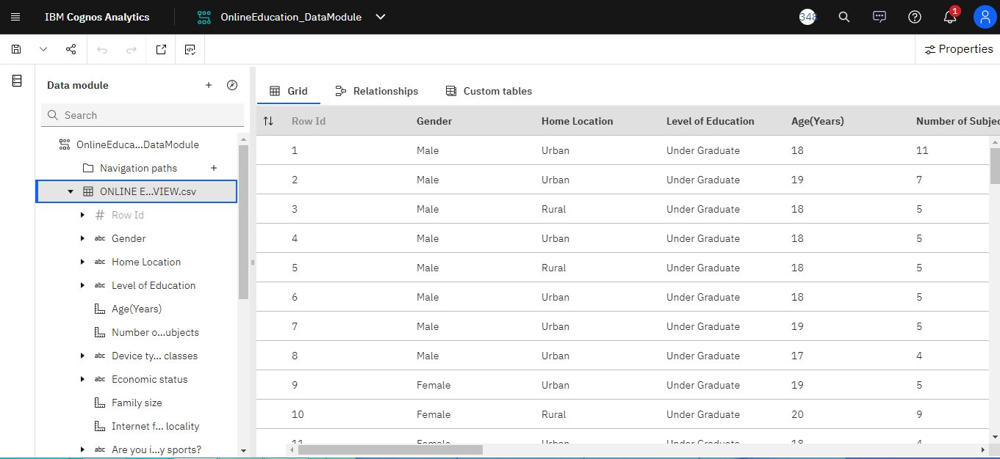 IBM Cognos Analytics
OnlineEducation_DataModule
348
1
Properties
Data module
Search
OnlineEduca...DataModule
Navigation paths
ONLINE E...VIEW.csv
# Row Id
abc Gender
abc Home Location
abc Level of Education
Age(Years)
Number o...ubjects
abc Device ty... classes
abc Economic status
Family size
Internet f... locality
abc Are you i...y sports?
Grid Relationships Custom tables
Row Id Gender Home Location Level of Education Age(Years) Number of Subjec
1 Male Urban Under Graduate 18 11
2 Male Urban Under Graduate 19 7
3 Male Rural Under Graduate 18 5
4 Male Urban Under Graduate 18 5
5 Male Rural Under Graduate 18 5
6 Male Urban Under Graduate 18 5
7 Male Urban Under Graduate 19 5
8 Male Urban Under Graduate 17 4
9 Female Urban Under Graduate 19 5
10 Female Rural Under Graduate 20 9
11 Female Urban Under Graduate 18 4